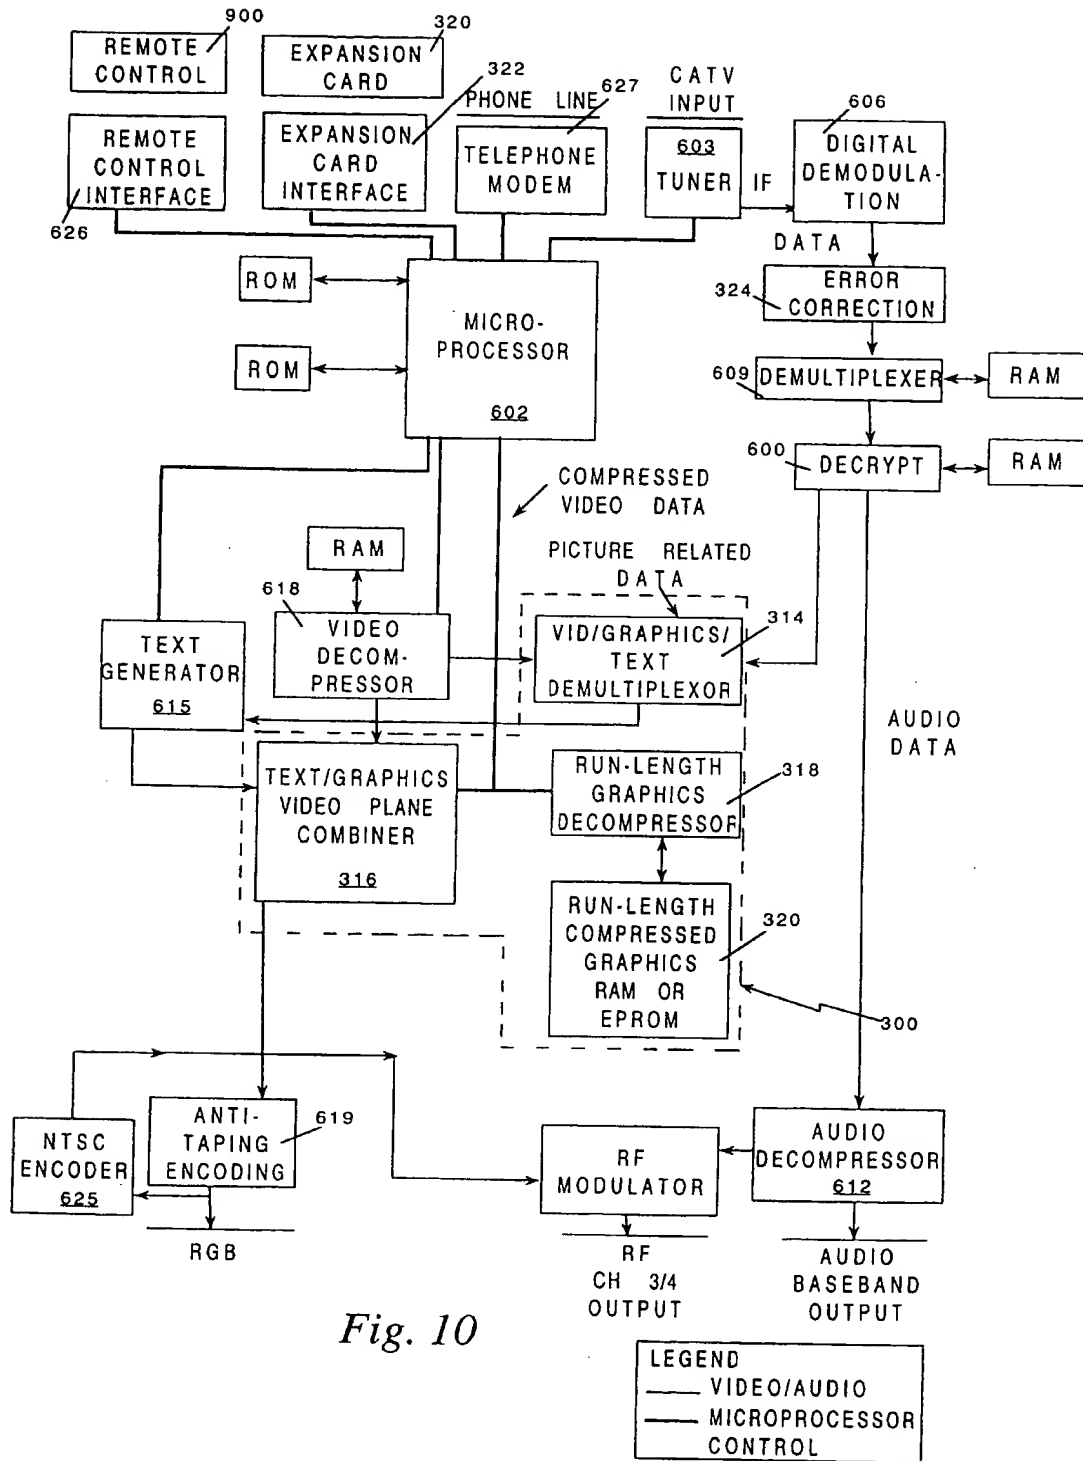 900
REMOTE
CONTROL
320
EXPANSION
CARD
322
PHONE LINE
627
CATV
INPUT
606
REMOTE
CONTROL
INTERFACE
626
EXPANSION
CARD
INTERFACE
TELEPHONE
MODEM
603
TUNER
IF
DIGITAL
DEMODULA-
TION
DATA
ROM
ROM
MICRO-
PROCESSOR
602
324
ERROR
CORRECTION
609
DEMULTIPLEXER
RAM
600
DECRYPT
RAM
COMPRESSED
VIDEO DATA
RAM
PICTURE RELATED
DATA
618
VIDEO
DECOM-
PRESSOR
VID/GRAPHICS/
TEXT
DEMULTIPLEXOR
314
TEXT
GENERATOR
615
AUDIO
DATA
TEXT/GRAPHICS
VIDEO PLANE
COMBINER
316
RUN-LENGTH
GRAPHICS
DECOMPRESSOR
318
RUN-LENGTH
COMPRESSED
GRAPHICS
RAM OR
EPROM
320
300
NTSC
ENCODER
625
ANTI-
TAPING
ENCODING
619
RF
MODULATOR
AUDIO
DECOMPRESSOR
612
RGB
RF
CH 3/4
OUTPUT
AUDIO
BASEBAND
OUTPUT
Fig. 10
LEGEND
VIDEO/AUDIO
MICROPROCESSOR
CONTROL